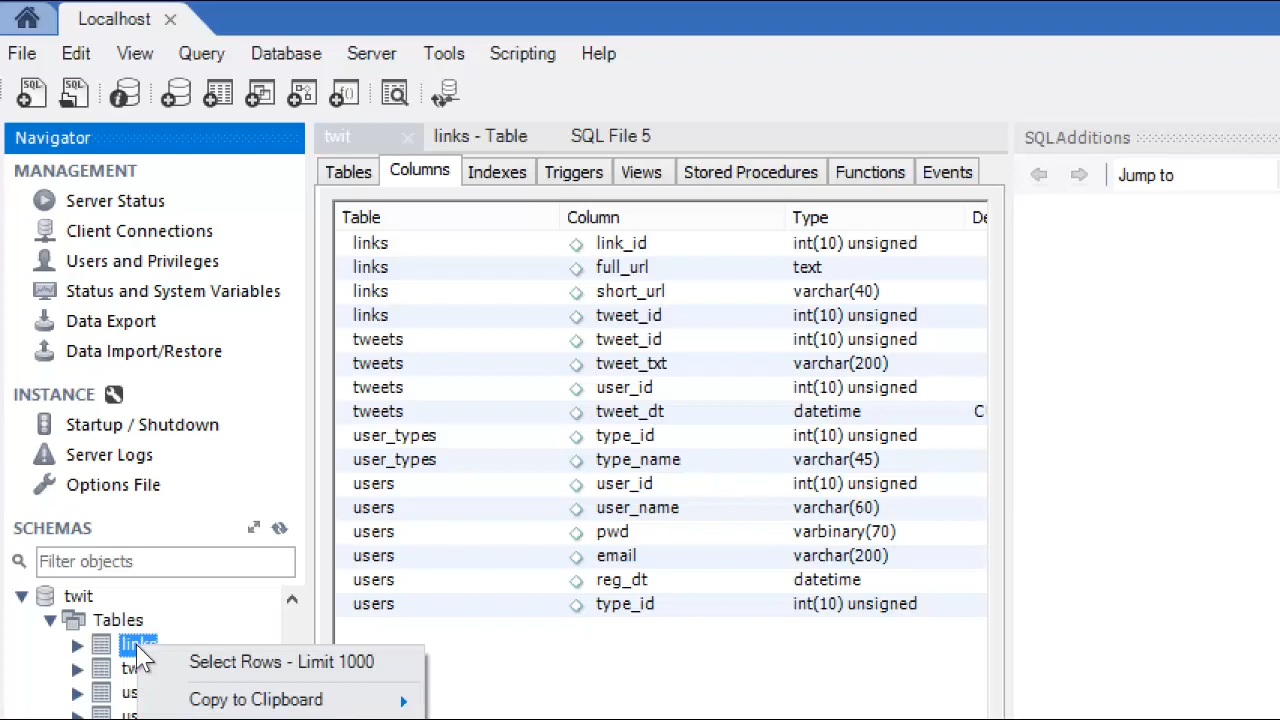 Localhost
File Edit View Query Database Server Tools Scripting Help
Navigator
MANAGEMENT
Server Status
Client Connections
Users and Privileges
Status and System Variables
Data Export
Data Import/Restore
INSTANCE
Startup / Shutdown
Server Logs
Options File
SCHEMAS
Filter objects
twit
Tables
links
twit links - Table SQL File 5
Tables Columns Indexes Triggers Views Stored Procedures Functions Events
Table Column Type De
links link_id int(10) unsigned
links full_url text
links short_url varchar(40)
links tweet_id int(10) unsigned
tweets tweet_id int(10) unsigned
tweets tweet_txt varchar(200)
tweets user_id int(10) unsigned
tweets tweet_dt datetime
user_types type_id int(10) unsigned
user_types type_name varchar(45)
users user_id int(10) unsigned
users user_name varchar(60)
users pwd varbinary(70)
users email varchar(200)
users reg_dt datetime
users type_id int(10) unsigned
Select Rows - Limit 1000
Copy to Clipboard
SQLAdditions
Jump to